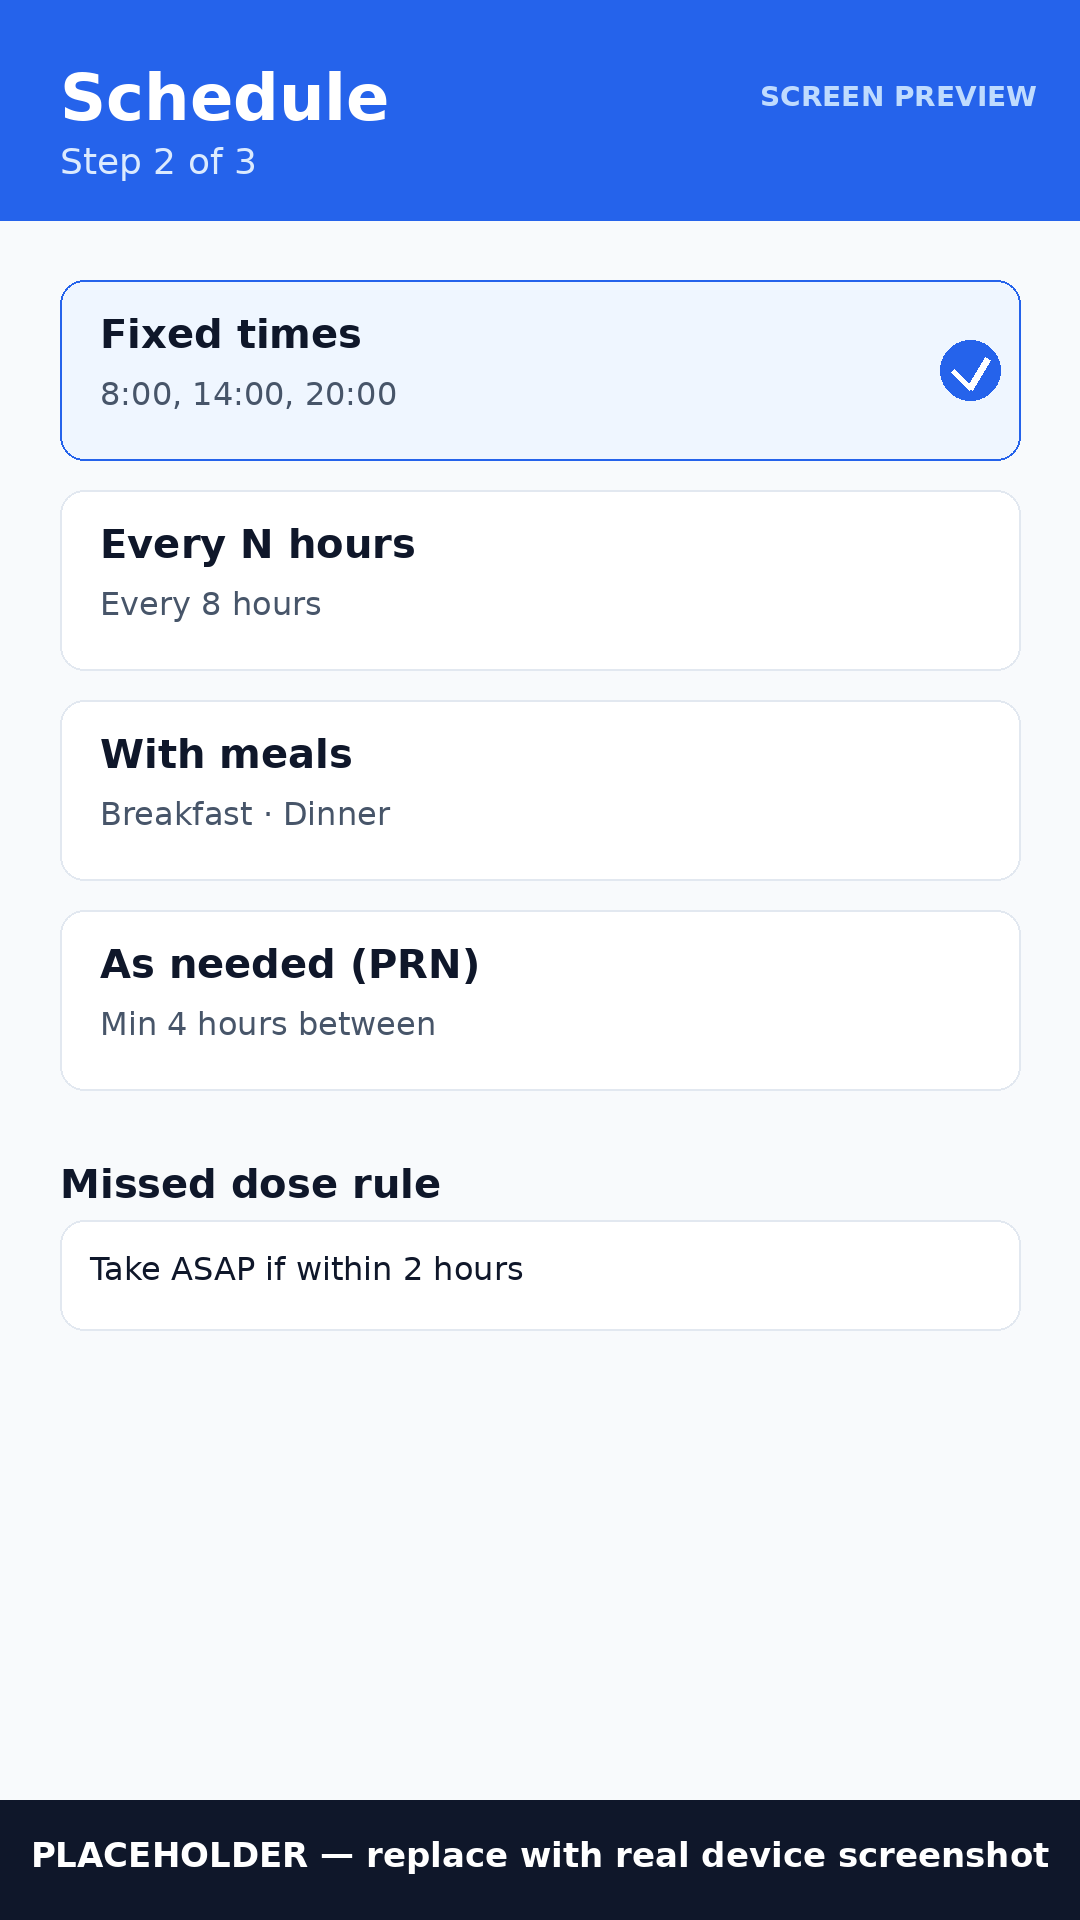 Schedule
SCREEN PREVIEW
Step 2 of 3
Fixed times
8:00, 14:00, 20:00
Every N hours
Every 8 hours
With meals
Breakfast · Dinner
As needed (PRN)
Min 4 hours between
Missed dose rule
Take ASAP if within 2 hours
PLACEHOLDER — replace with real device screenshot